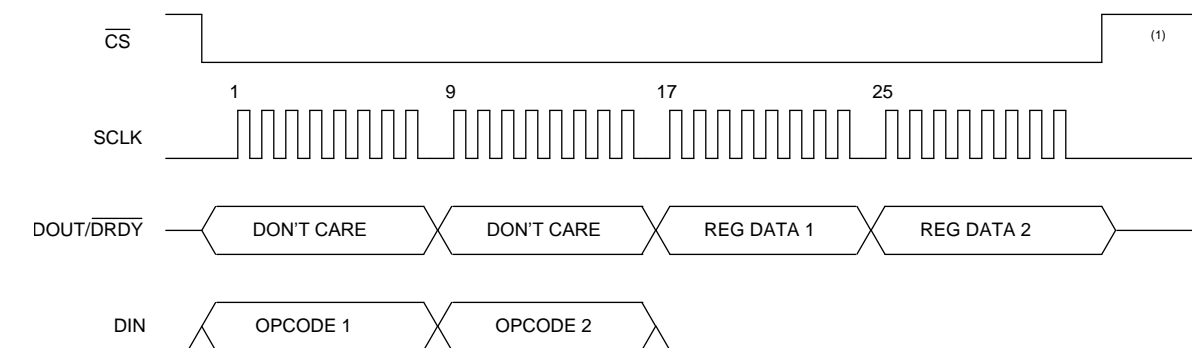 CS
(1)
1 9 17 25
SCLK
DOUT/DRDY DON'T CARE DON'T CARE REG DATA 1 REG DATA 2
DIN OPCODE 1 OPCODE 2